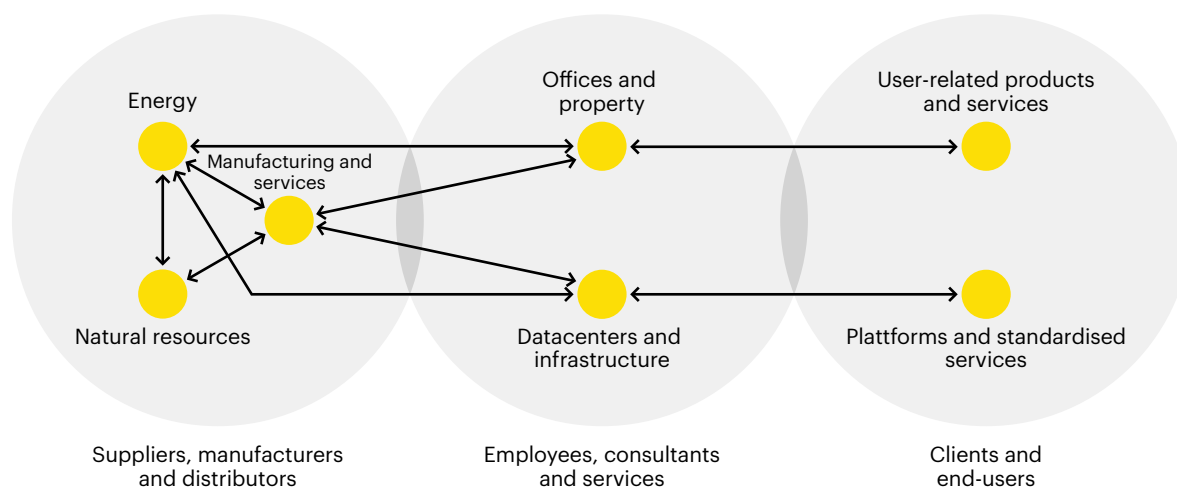 Energy
Manufacturing and
services
Natural resources
Offices and
property
Datacenters and
infrastructure
User-related products
and services
Plattforms and standardised
services
Suppliers, manufacturers
and distributors
Employees, consultants
and services
Clients and
end-users